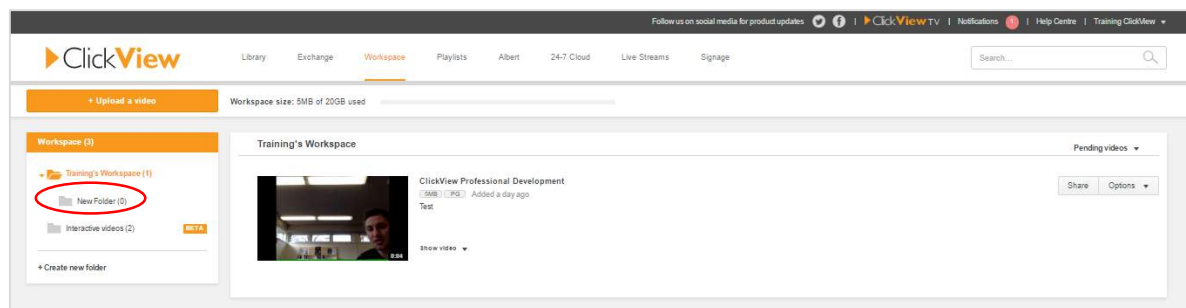 Follow us on social media for product updates | ClickView TV | Notifications 1 | Help Centre | Training ClickView
ClickView
Library Exchange Workspace Playlists Albert 24-7 Cloud Live Streams Signage Search...
+ Upload a video Workspace size: 5MB of 20GB used
Workspace (3)
Training's Workspace Pending videos
Training's Workspace (1)
New Folder (0)
Interactive videos (2) BETA
+ Create new folder
ClickView Professional Development
5MB PG Added a day ago
Test
Show video
0:24
Share Options